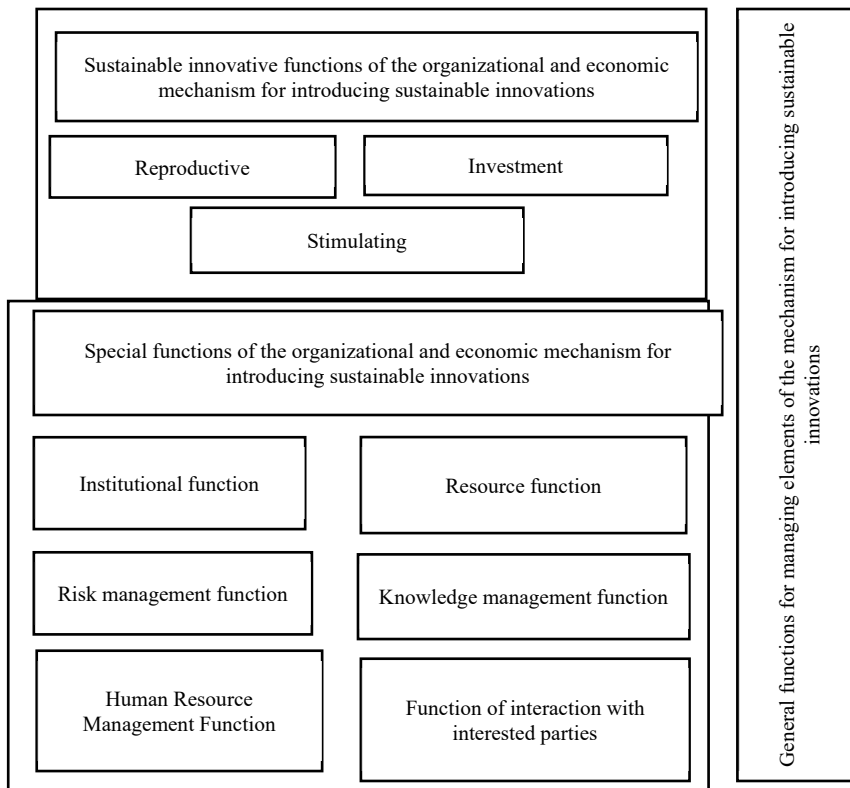 Sustainable innovative functions of the organizational and economic
mechanism for introducing sustainable innovations
Reproductive
Investment
Stimulating
Special functions of the organizational and economic mechanism for
introducing sustainable innovations
Institutional function
Resource function
Risk management function
Knowledge management function
Human Resource
Management Function
Function of interaction with
interested parties
General functions for managing elements of the mechanism for introducing sustainable
innovations